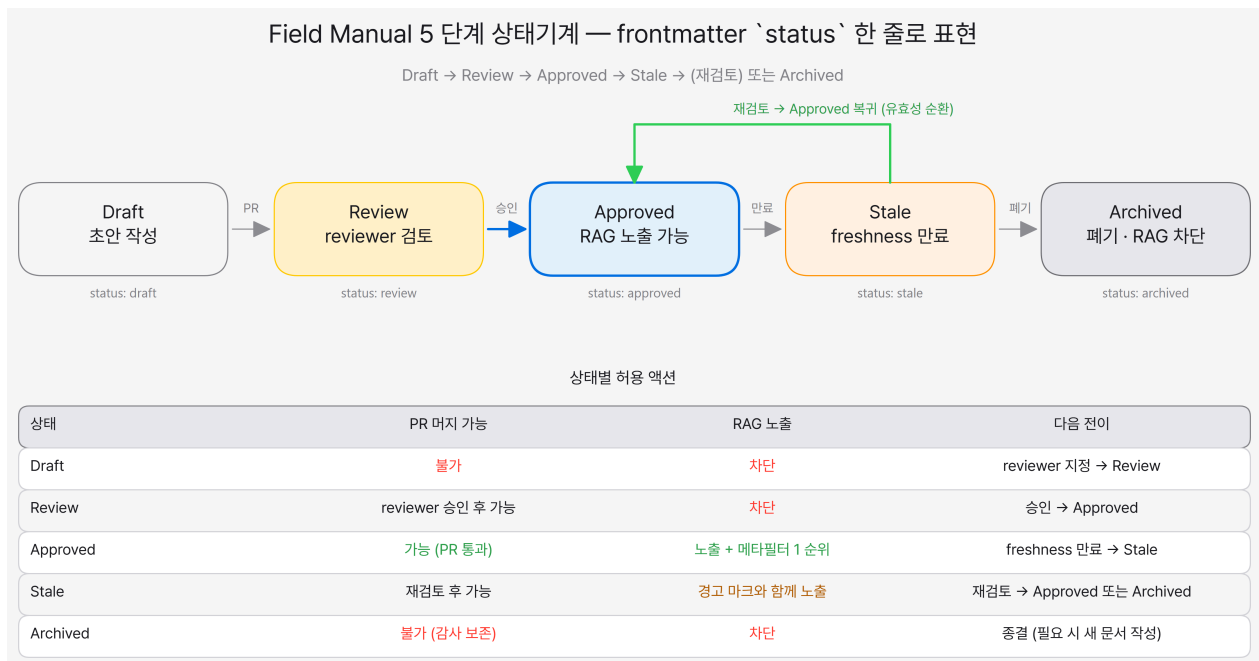 Field Manual 5 단계 상태기계 — frontmatter `status` 한 줄로 표현
Draft → Review → Approved → Stale → (재검토) 또는 Archived
재검토 → Approved 복귀 (유효성 순환)
Draft
초안 작성
PR
Review
reviewer 검토
승인
Approved
RAG 노출 가능
만료
Stale
freshness 만료
폐기
Archived
폐기 · RAG 차단
status: draft
status: review
status: approved
status: stale
status: archived
상태별 허용 액션
상태 PR 머지 가능 RAG 노출 다음 전이
Draft 불가 차단 reviewer 지정 → Review
Review reviewer 승인 후 가능 차단 승인 → Approved
Approved 가능 (PR 통과) 노출 + 메타필터 1 순위 freshness 만료 → Stale
Stale 재검토 후 가능 경고 마크와 함께 노출 재검토 → Approved 또는 Archived
Archived 불가 (감사 보존) 차단 종결 (필요 시 새 문서 작성)